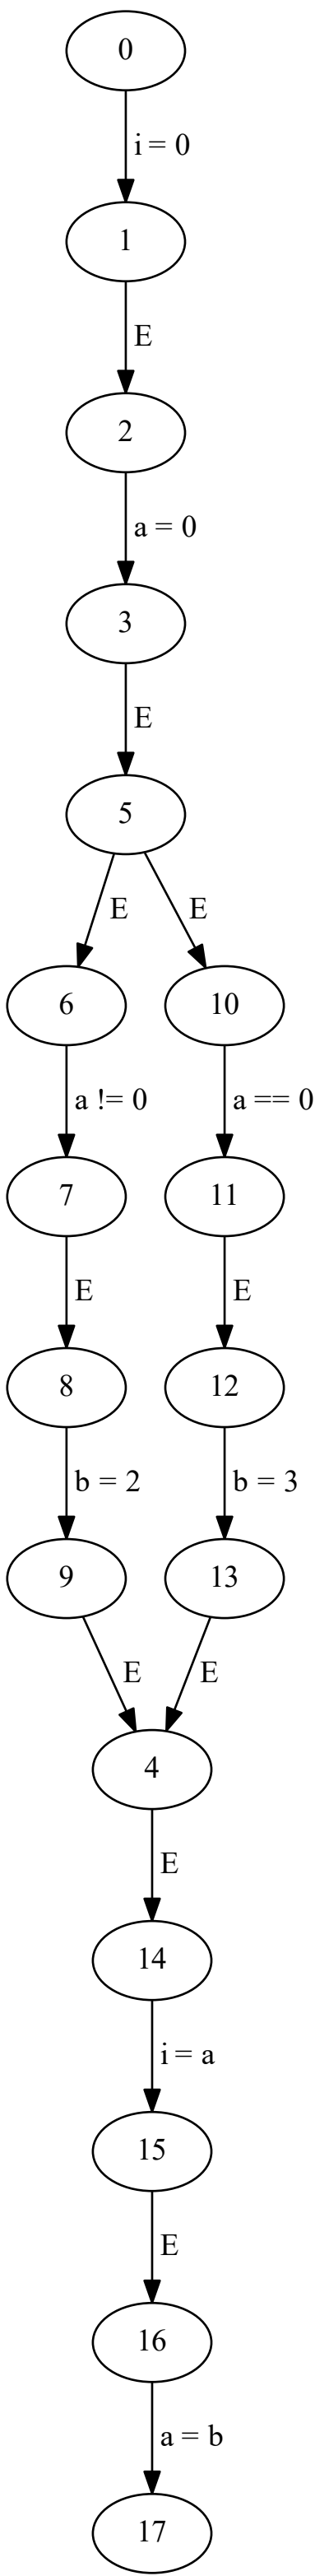 0
i = 0
1
E
2
a = 0
3
E
5
E E
6 10
a != 0 a == 0
7 11
E E
8 12
b = 2 b = 3
9 13
E E
4
E
14
i = a
15
E
16
a = b
17